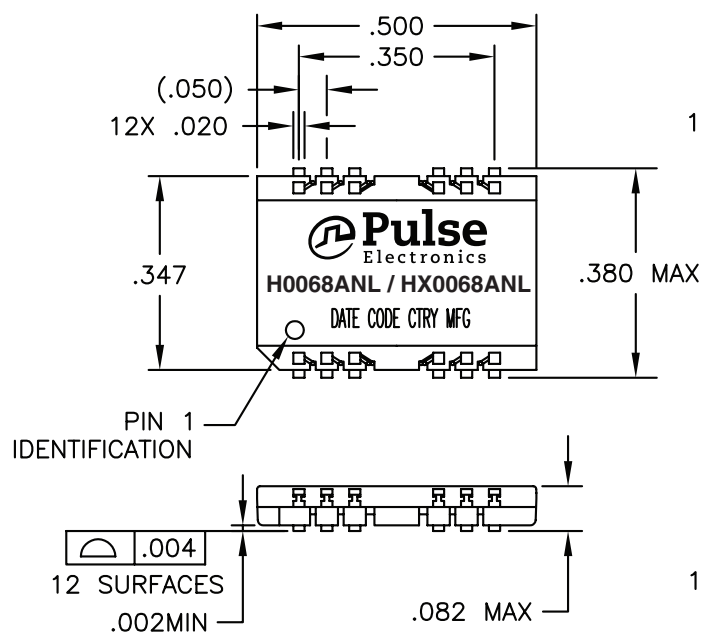 .500
.350
(.050)
12X .020
1
.347
.380 MAX
Pulse
Electronics
H0068ANL / HX0068ANL
DATE CODE CTRY MFG
PIN 1
IDENTIFICATION
.004
12 SURFACES
.002MIN
.082 MAX
1